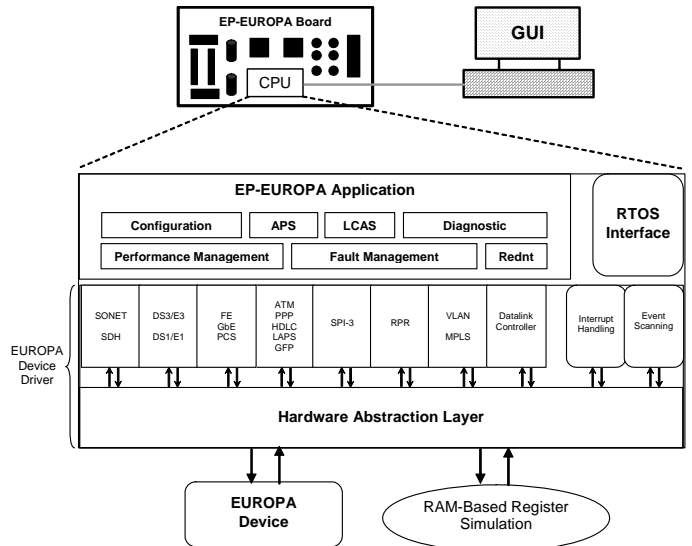 EP-EUROPA Board
CPU
GUI
EP-EUROPA Application
Configuration
APS
LCAS
Diagnostic
Performance Management
Fault Management
Rednt
RTOS
Interface
EUROPA
Device
Driver
SONET
SDH
DS3/E3
DS1/E1
FE
GbE
PCS
ATM
PPP
HDLC
LAPS
GFP
SPI-3
RPR
VLAN
MPLS
Datalink
Controller
Interrupt
Handling
Event
Scanning
Hardware Abstraction Layer
EUROPA
Device
RAM-Based Register
Simulation